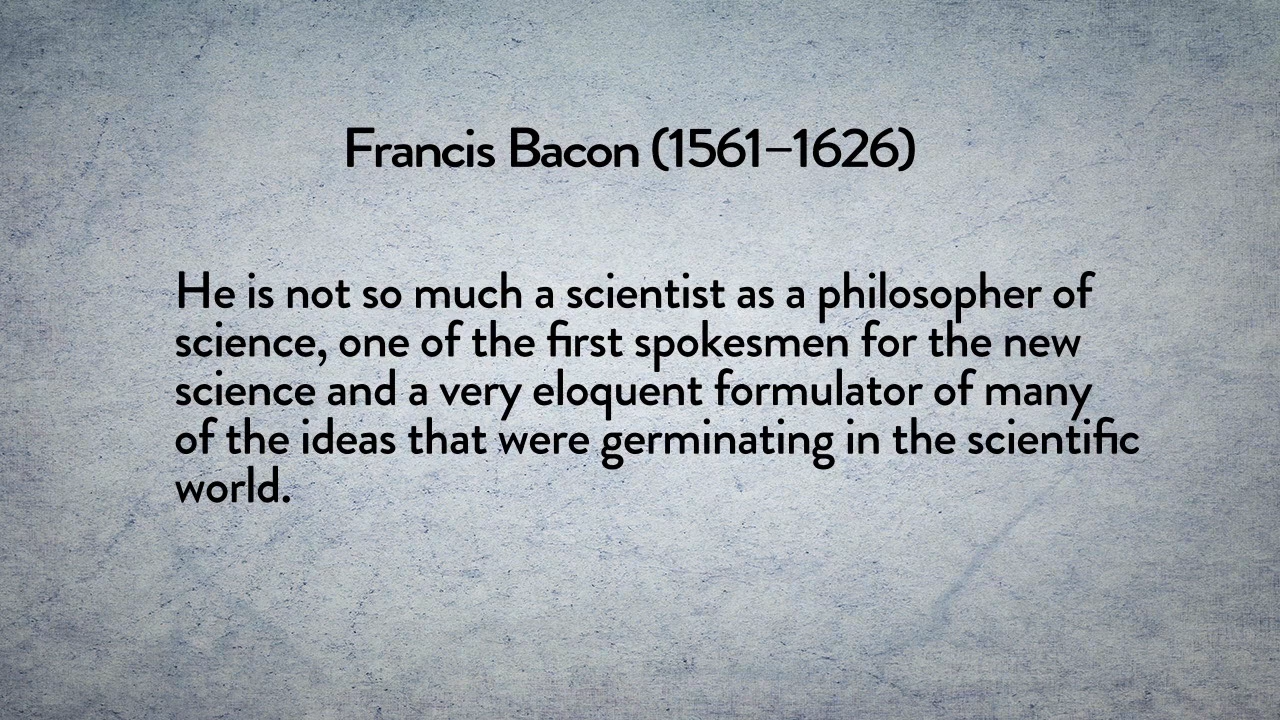 Francis Bacon (1561–1626)
He is not so much a scientist as a philosopher of
science, one of the first spokesmen for the new
science and a very eloquent formulator of many
of the ideas that were germinating in the scientific
world.